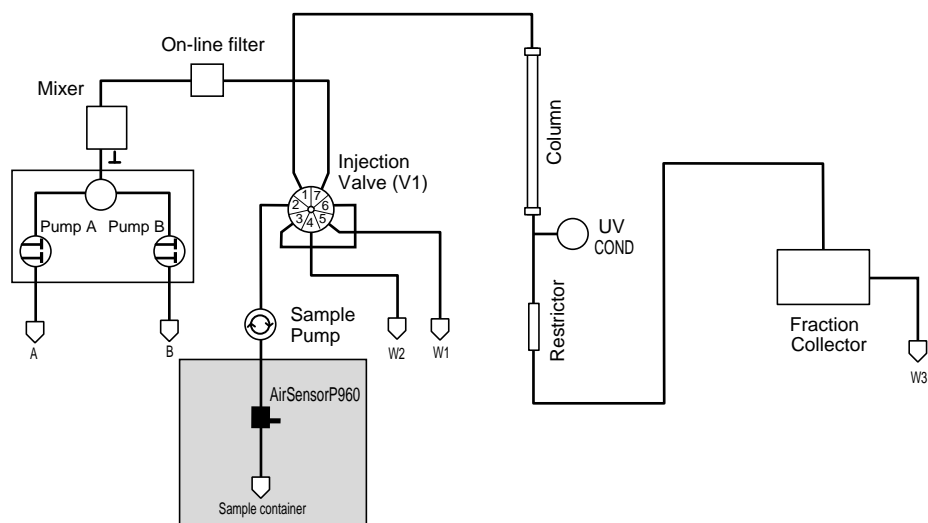 On-line filter
Mixer
Injection
Valve (V1)
1 7
2 6
3 5
4
Column
Pump A Pump B
UV
COND
Sample
Pump
Restrictor
Fraction
Collector
A
B
W2
W1
W3
AirSensorP960
Sample container